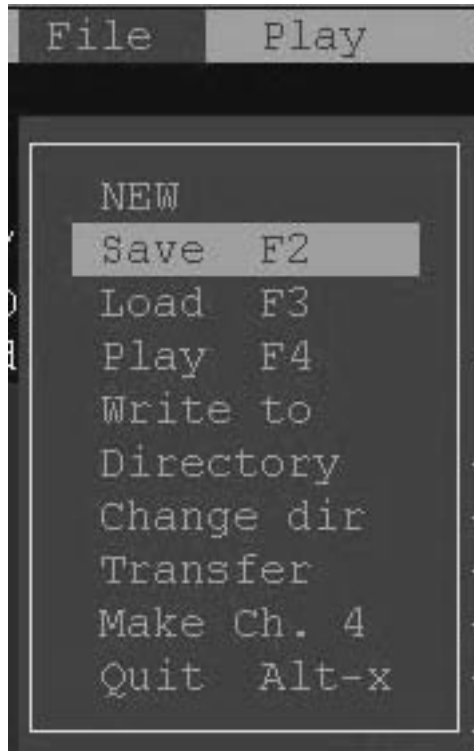 File Play
NEW
Save F2
Load F3
Play F4
Write to
Directory
Change dir
Transfer
Make Ch. 4
Quit Alt-x